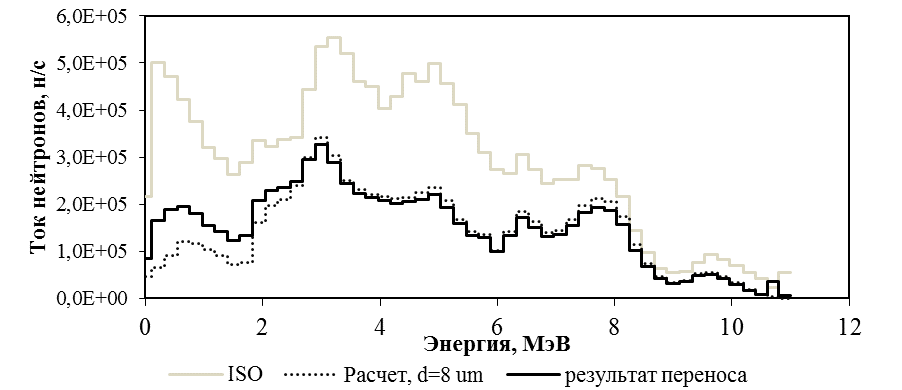 6,0E+05
5,0E+05
4,0E+05
3,0E+05
2,0E+05
1,0E+05
0,0E+00
Ток нейтронов, н/с
0 2 4 6 8 10 12
Энергия, МэВ
ISO Расчет, d=8 um результат переноса